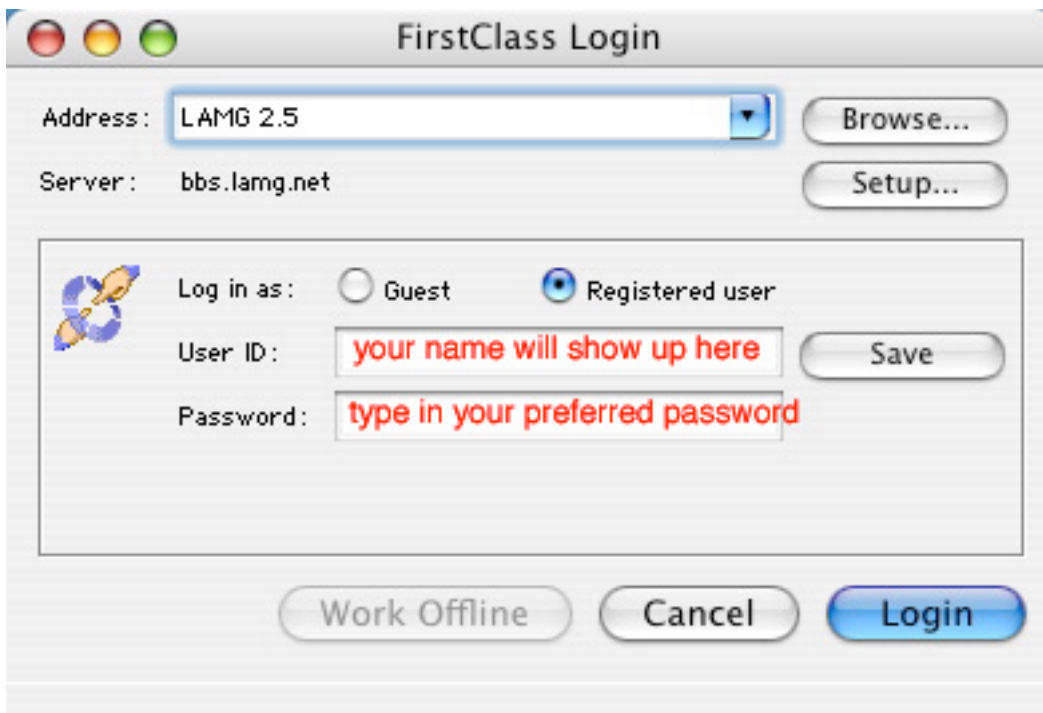 FirstClass Login
Address: LAMG 2.5 Browse...
Server: bbs.lamg.net Setup...
Log in as: Guest Registered user
User ID: your name will show up here Save
Password: type in your preferred password
Work Offline Cancel Login